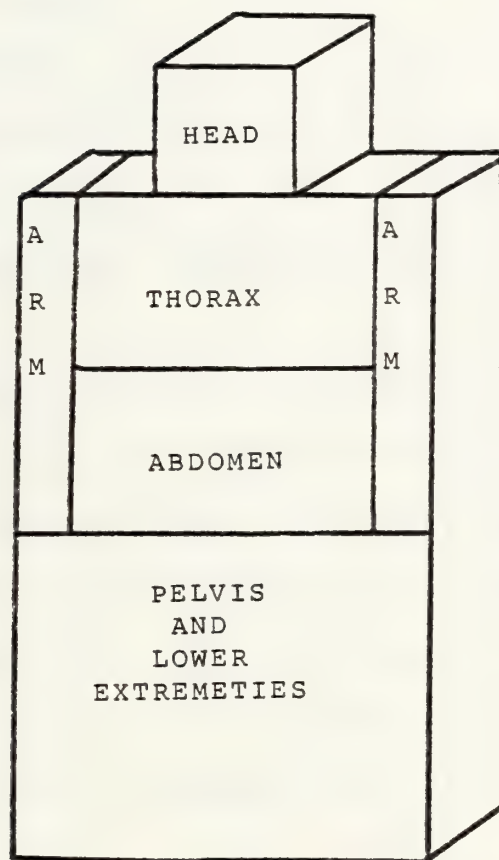 HEAD
A
R
M
THORAX
A
R
M
ABDOMEN
PELVIS
AND
LOWER
EXTREMETIES